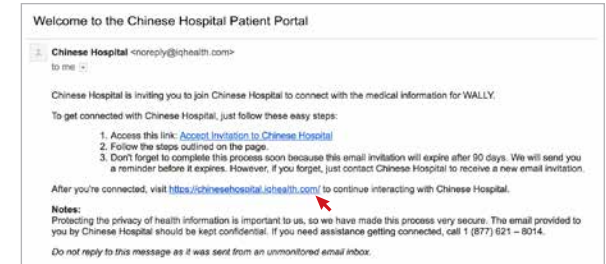 Welcome to the Chinese Hospital Patient Portal
Chinese Hospital <noreply@iqhealth.com>
to me
Chinese Hospital is inviting you to join Chinese Hospital to connect with the medical information for WALLY.
To get connected with Chinese Hospital, just follow these easy steps:
1. Access this link: Accept Invitation to Chinese Hospital
2. Follow the steps outlined on the page.
3. Don't forget to complete this process soon because this email invitation will expire after 90 days. We will send you
a reminder before it expires. However, if you forget, just contact Chinese Hospital to receive a new email invitation.
After you're connected, visit https://chinesehospital.iqhealth.com/ to continue interacting with Chinese Hospital.
Notes:
Protecting the privacy of health information is important to us, so we have made this process very secure. The email provided to
you by Chinese Hospital should be kept confidential. If you need assistance getting connected, call 1 (877) 621 – 8014.
Do not reply to this message as it was sent from an unmonitored email inbox.